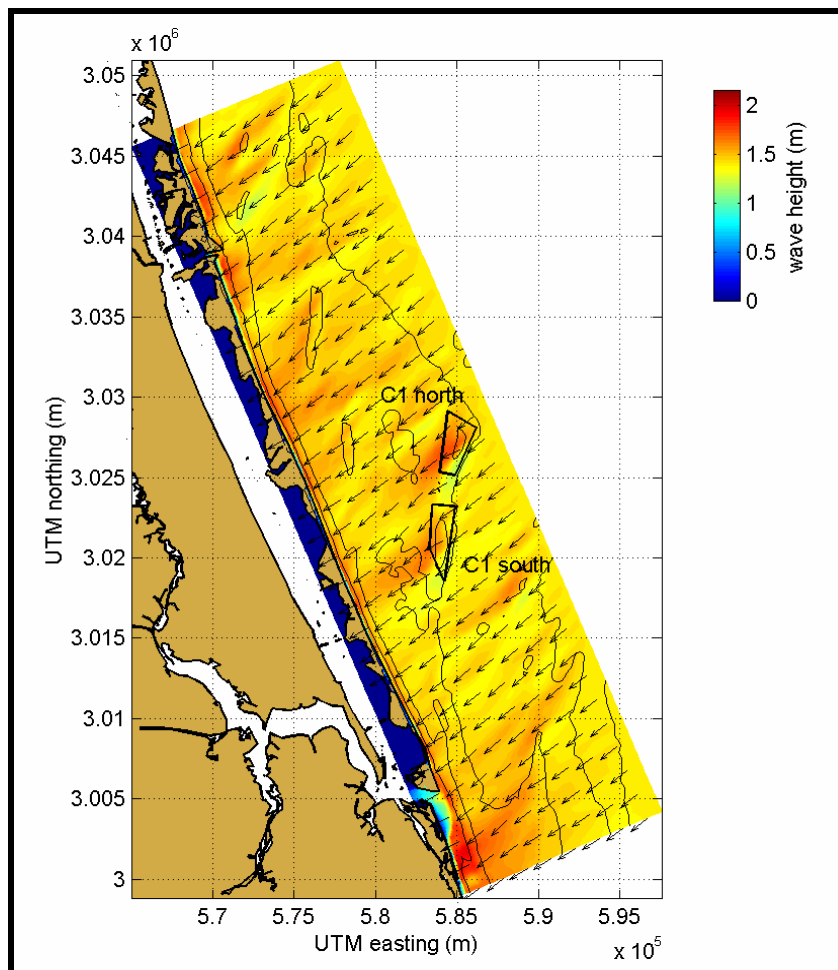 x 10^6
3.05
3.045
3.04
3.035
3.03
3.025
3.02
3.015
3.01
3.005
3
UTM northing (m)
C1 north
C1 south
5.7 5.75 5.8 5.85 5.9 5.95
UTM easting (m)
x 10^5
2
1.5
1
0.5
0
wave height (m)